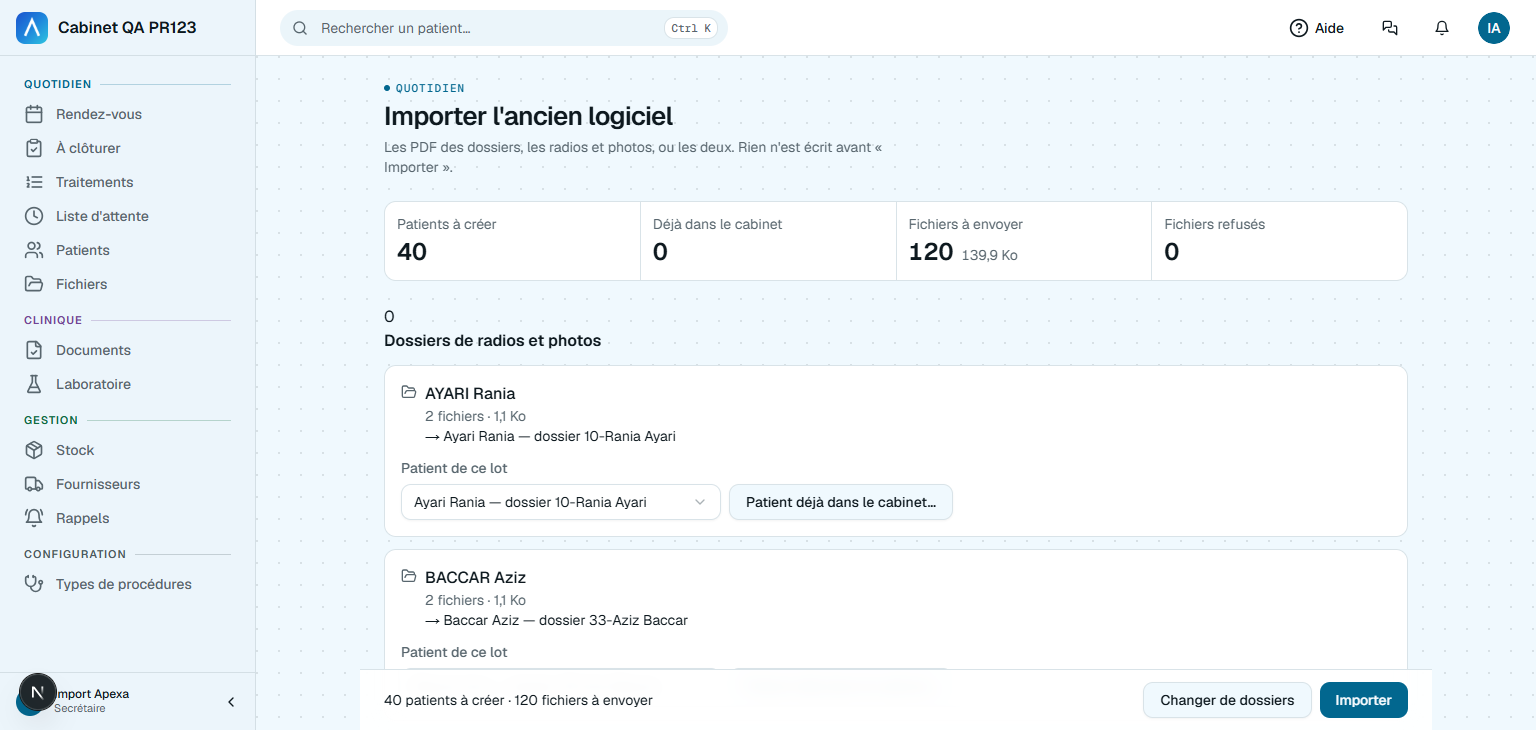 Cabinet QA PR123
Rechercher un patient…
Ctrl K
Aide
IA
QUOTIDIEN
Rendez-vous
À clôturer
Traitements
Liste d'attente
Patients
Fichiers
CLINIQUE
Documents
Laboratoire
GESTION
Stock
Fournisseurs
Rappels
CONFIGURATION
Types de procédures
N
Import Apexa
Secrétaire
QUOTIDIEN
Importer l'ancien logiciel
Les PDF des dossiers, les radios et photos, ou les deux. Rien n'est écrit avant «
Importer ».
Patients à créer
40
Déjà dans le cabinet
0
Fichiers à envoyer
120 139,9 Ko
Fichiers refusés
0
0
Dossiers de radios et photos
AYARI Rania
2 fichiers · 1,1 Ko
→ Ayari Rania — dossier 10-Rania Ayari
Patient de ce lot
Ayari Rania — dossier 10-Rania Ayari
Patient déjà dans le cabinet…
BACCAR Aziz
2 fichiers · 1,1 Ko
→ Baccar Aziz — dossier 33-Aziz Baccar
Patient de ce lot
40 patients à créer · 120 fichiers à envoyer
Changer de dossiers
Importer